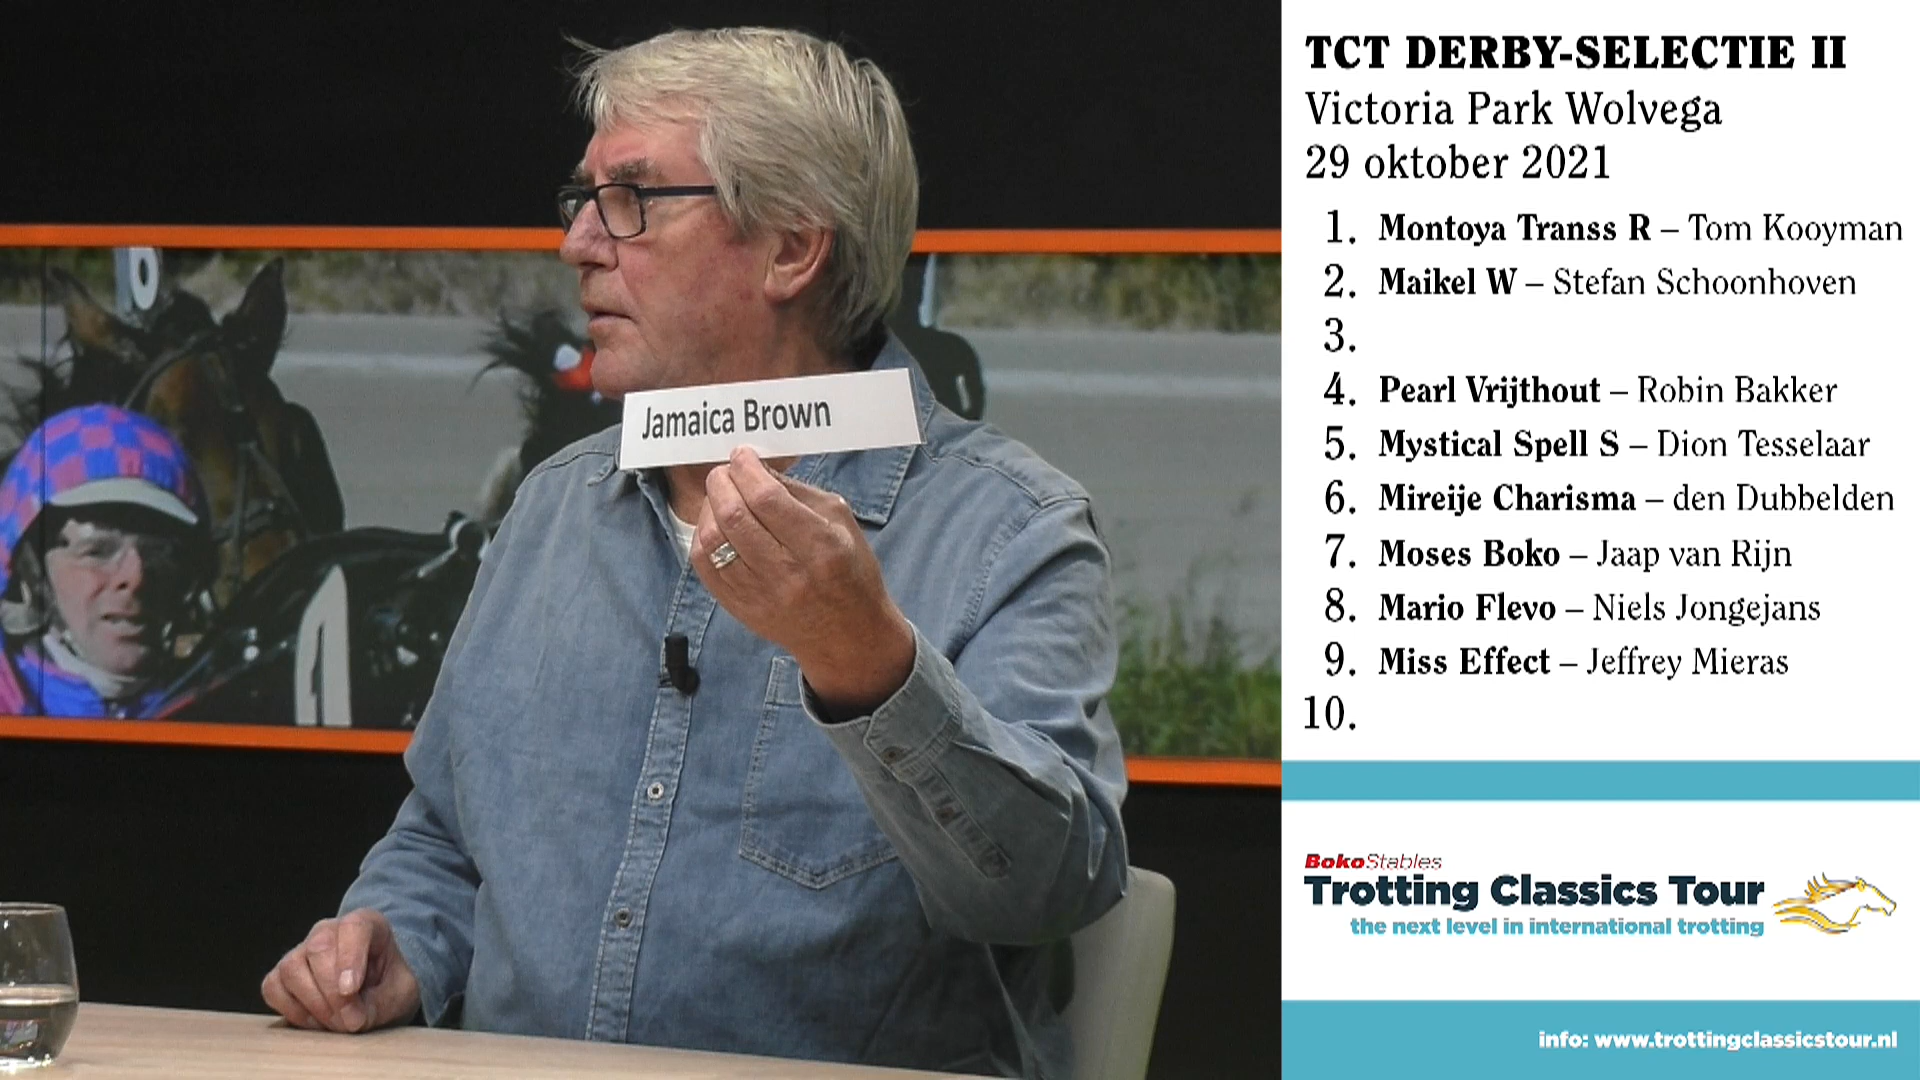 Jamaica Brown
TCT DERBY-SELECTIE II
Victoria Park Wolvega
29 oktober 2021
1. Montoya Transs R – Tom Kooyman
2. Maikel W – Stefan Schoonhoven
3.
4. Pearl Vrijthout – Robin Bakker
5. Mystical Spell S – Dion Tesselaar
6. Mireije Charisma – den Dubbelden
7. Moses Boko – Jaap van Rijn
8. Mario Flevo – Niels Jongejans
9. Miss Effect – Jeffrey Mieras
10.
BokoStables
Trotting Classics Tour
the next level in international trotting
info: www.trottingclassicstour.nl